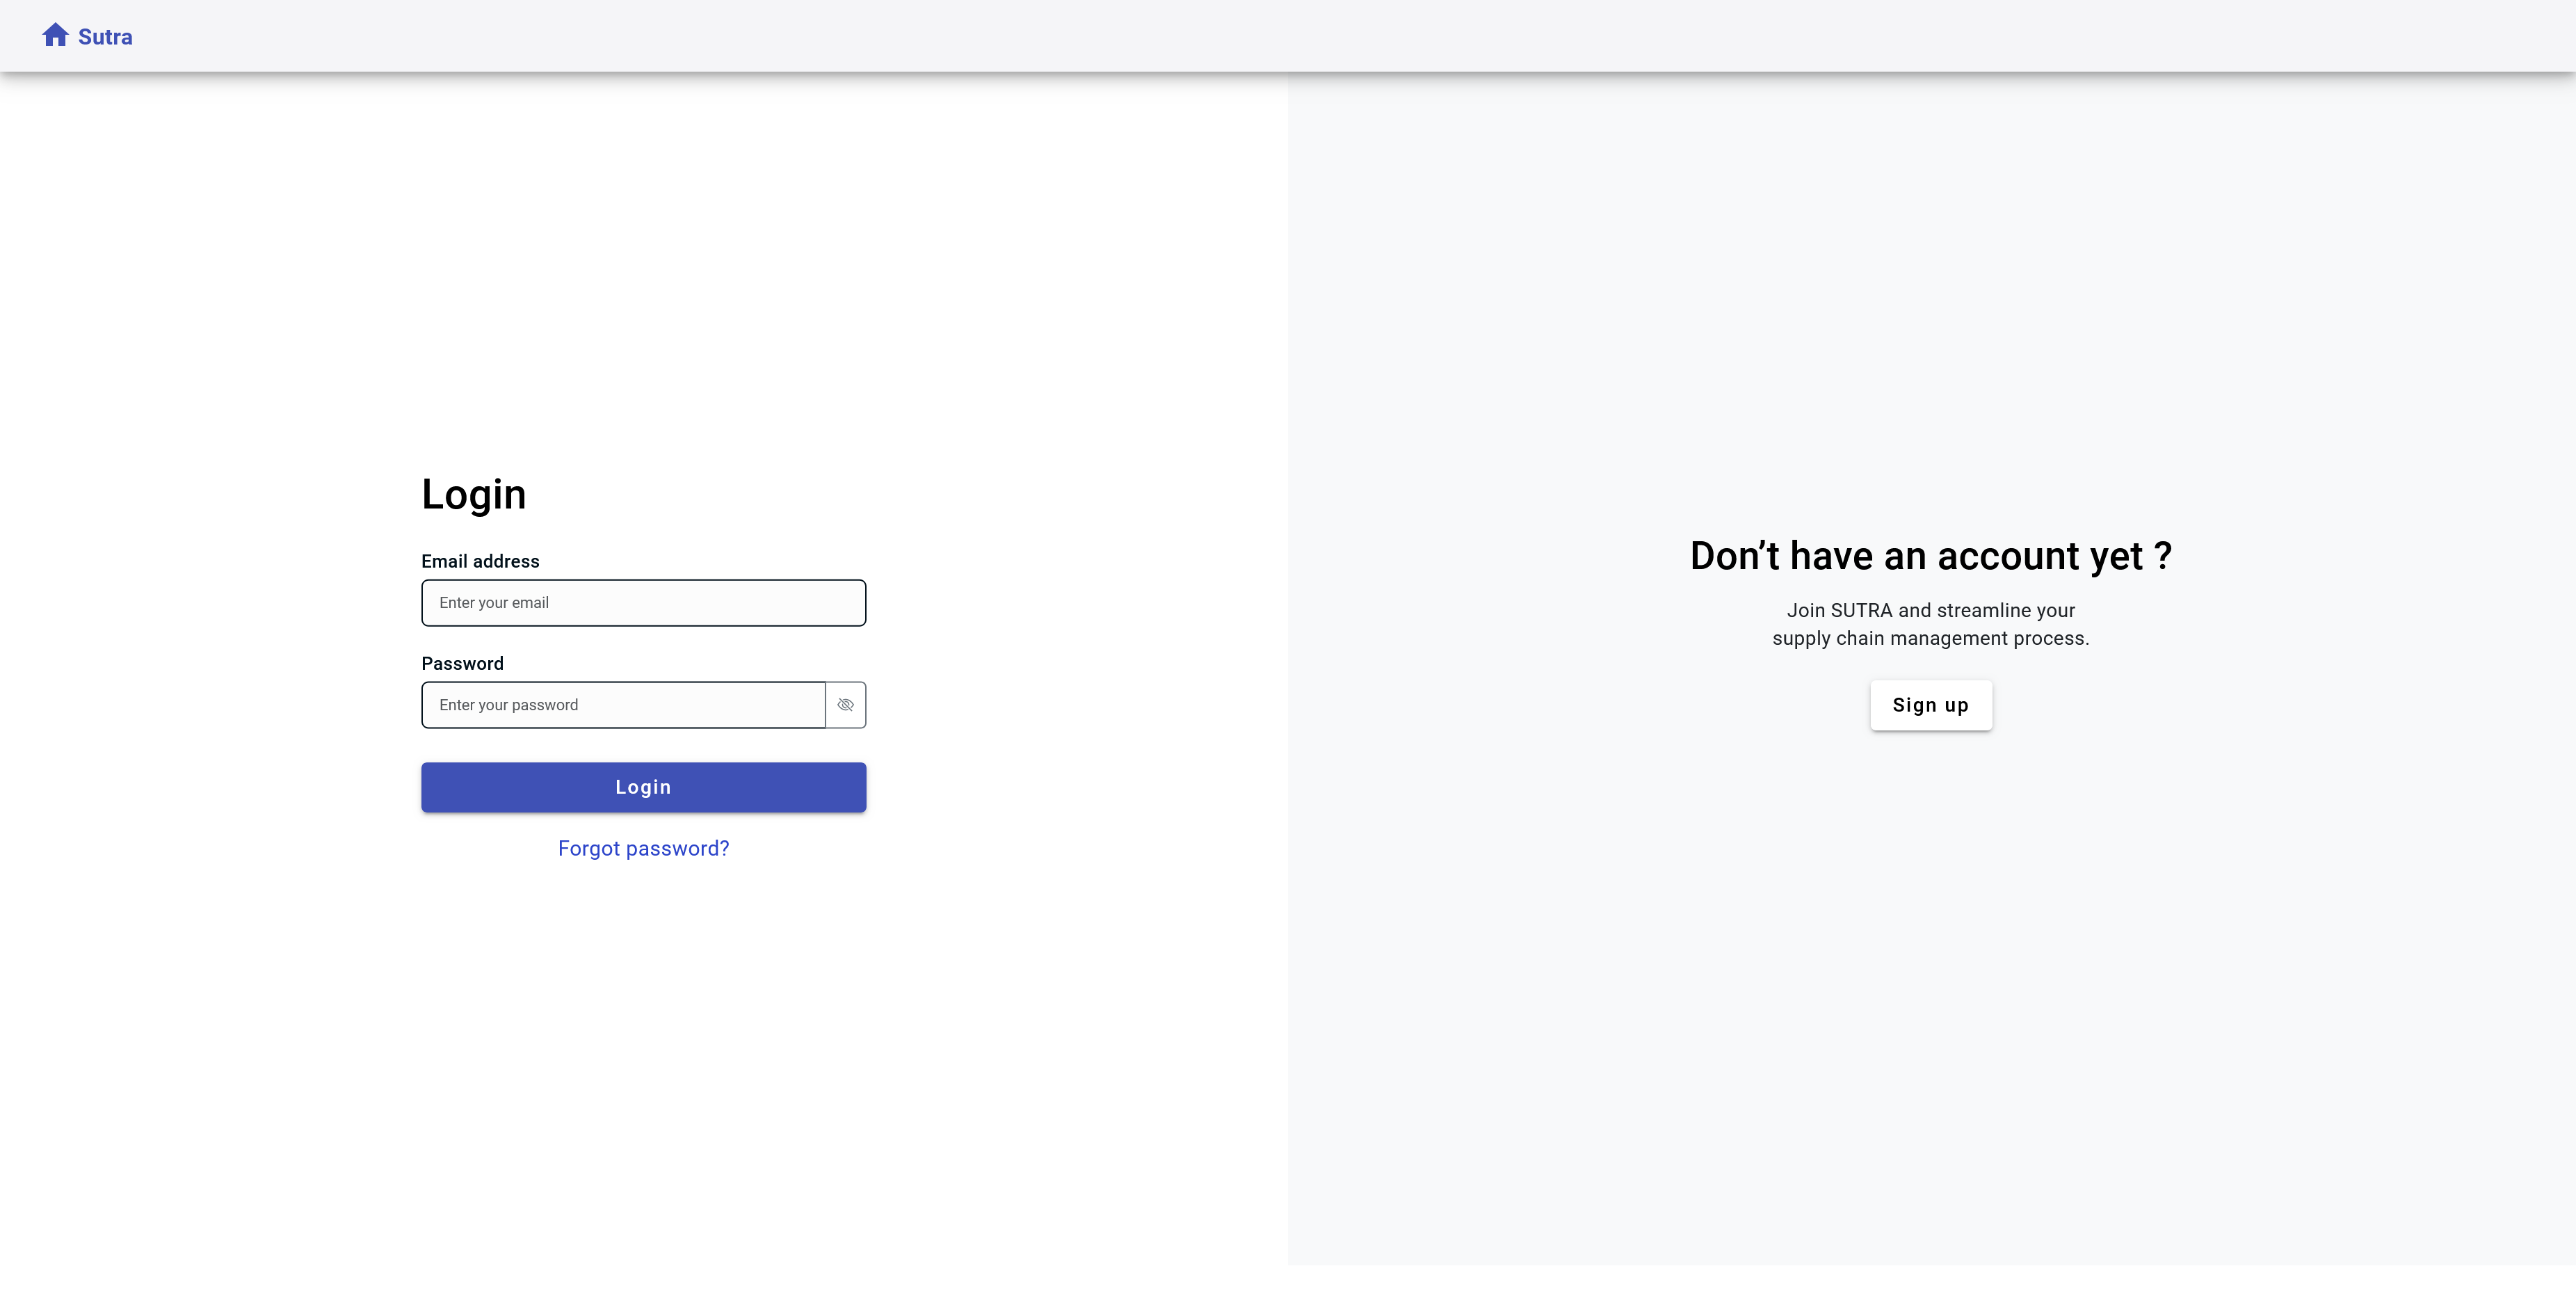 Sutra
Login
Email address
Enter your email
Password
Enter your password
Login
Forgot password?
Don’t have an account yet ?
Join SUTRA and streamline your
supply chain management process.
Sign up